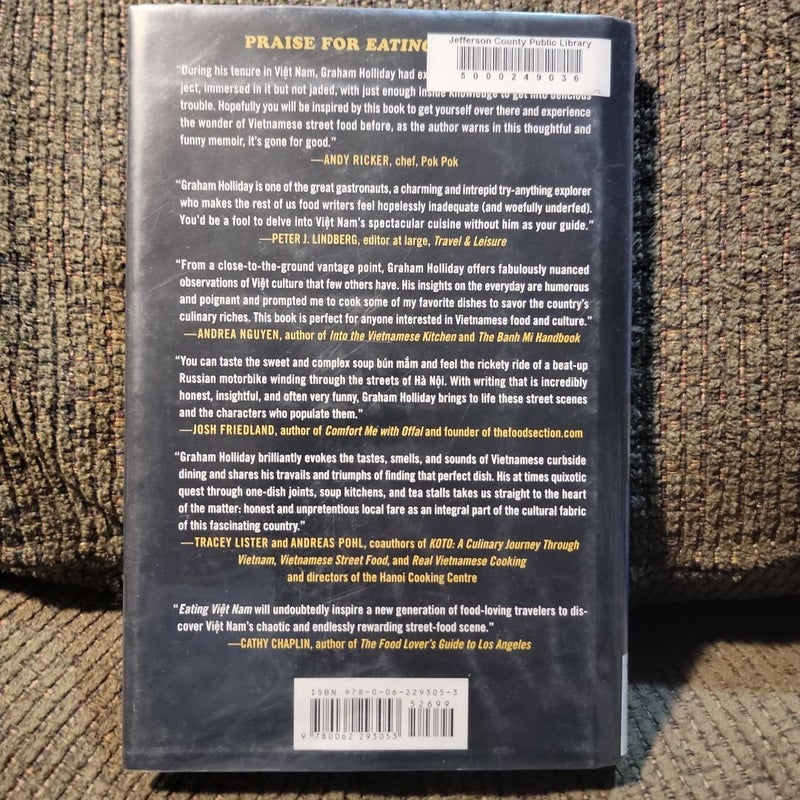 PRAISE FOR EATING
Jefferson County Public Library
50000249036
“During his tenure in Việt Nam, Graham Holliday had
ject, immersed in it but not jaded, with just enough inside knowledge to get into delicious
trouble. Hopefully you will be inspired by this book to get yourself over there and experience
the wonder of Vietnamese street food before, as the author warns in this thoughtful and
funny memoir, it’s gone for good.”
—ANDY RICKER, chef, Pok Pok
“Graham Holliday is one of the great gastronauts, a charming and intrepid try-anything explorer
who makes the rest of us food writers feel hopelessly inadequate (and woefully underfed).
You’d be a fool to delve into Việt Nam’s spectacular cuisine without him as your guide.”
—PETER J. LINDBERG, editor at large, Travel & Leisure
“From a close-to-the-ground vantage point, Graham Holliday offers fabulously nuanced
observations of Việt culture that few others have. His insights on the everyday are humorous
and poignant and prompted me to cook some of my favorite dishes to savor the country’s
culinary riches. This book is perfect for anyone interested in Vietnamese food and culture.”
—ANDREA NGUYEN, author of Into the Vietnamese Kitchen and The Banh Mi Handbook
“You can taste the sweet and complex soup bún mắm and feel the rickety ride of a beat-up
Russian motorbike winding through the streets of Hà Nội. With writing that is incredibly
honest, insightful, and often very funny, Graham Holliday brings to life these street scenes
and the characters who populate them.”
—JOSH FRIEDLAND, author of Comfort Me with Offal and founder of thefoodsection.com
“Graham Holliday brilliantly evokes the tastes, smells, and sounds of Vietnamese curbside
dining and shares his travails and triumphs of finding that perfect dish. His at times quixotic
quest through one-dish joints, soup kitchens, and tea stalls takes us straight to the heart
of the matter: honest and unpretentious local fare as an integral part of the cultural fabric
of this fascinating country.”
—TRACEY LISTER and ANDREAS POHL, coauthors of KOTO: A Culinary Journey Through
Vietnam, Vietnamese Street Food, and Real Vietnamese Cooking
and directors of the Hanoi Cooking Centre
“Eating Việt Nam will undoubtedly inspire a new generation of food-loving travelers to dis-
cover Việt Nam’s chaotic and endlessly rewarding street-food scene.”
—CATHY CHAPLIN, author of The Food Lover’s Guide to Los Angeles
ISBN 978-0-06-229305-3
52699
9 780062 293053